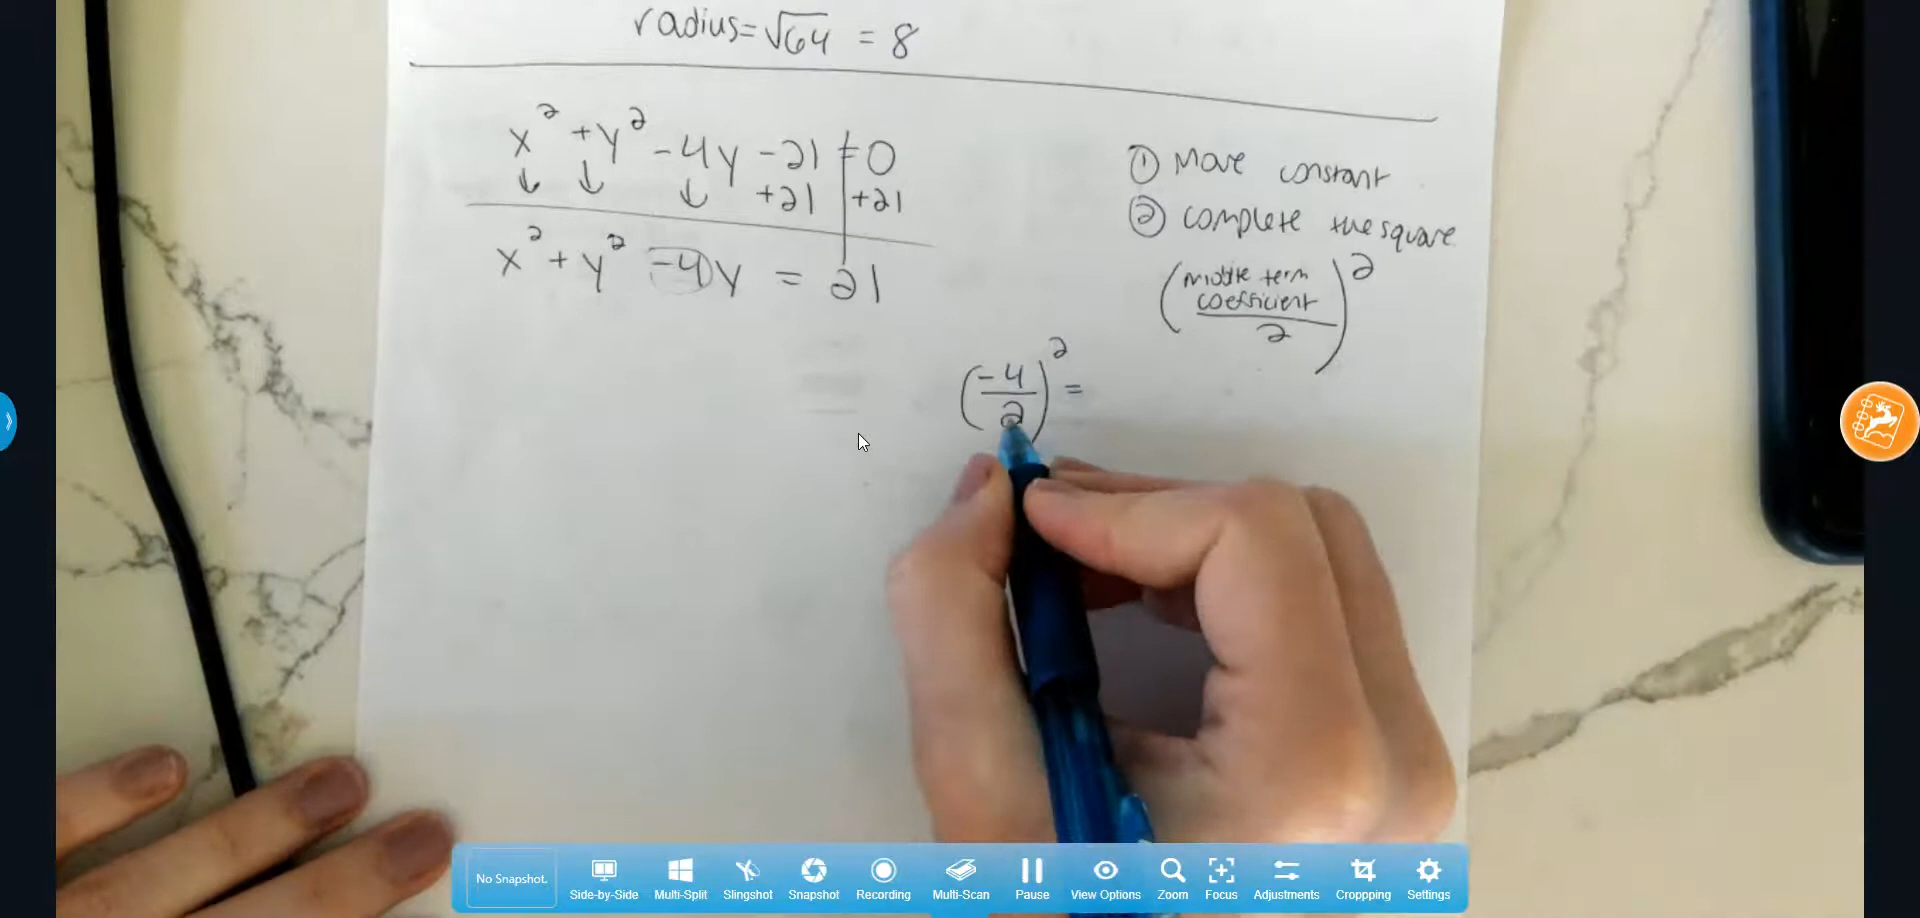 radius=√64 = 8
x² + y² - 4y - 21 = 0
↓ ↓ ↓ +21 +21
x² + y² - 4y = 21
① Move constant
② complete the square
(middle term
coefficient
2)²
(-4/2)² =
No Snapshot.
Side-by-Side
Multi-Split
Slingshot
Snapshot
Recording
Multi-Scan
Pause
View Options
Zoom
Focus
Adjustments
Croppping
Settings